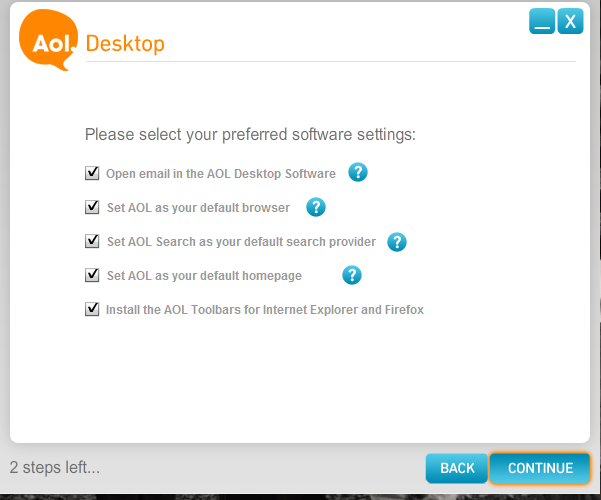 Aol. Desktop
_ X
Please select your preferred software settings:
Open email in the AOL Desktop Software ?
Set AOL as your default browser ?
Set AOL Search as your default search provider ?
Set AOL as your default homepage ?
Install the AOL Toolbars for Internet Explorer and Firefox
2 steps left... BACK CONTINUE